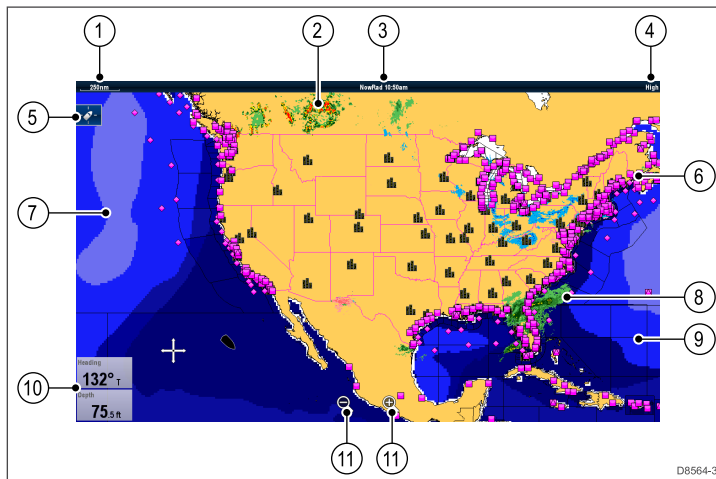 1 2 3 4
250nm NowRad 10:50am High
5
6
7
8
9
Heading
132° T
10
Depth
75.5 ft
11 11
D8564-3